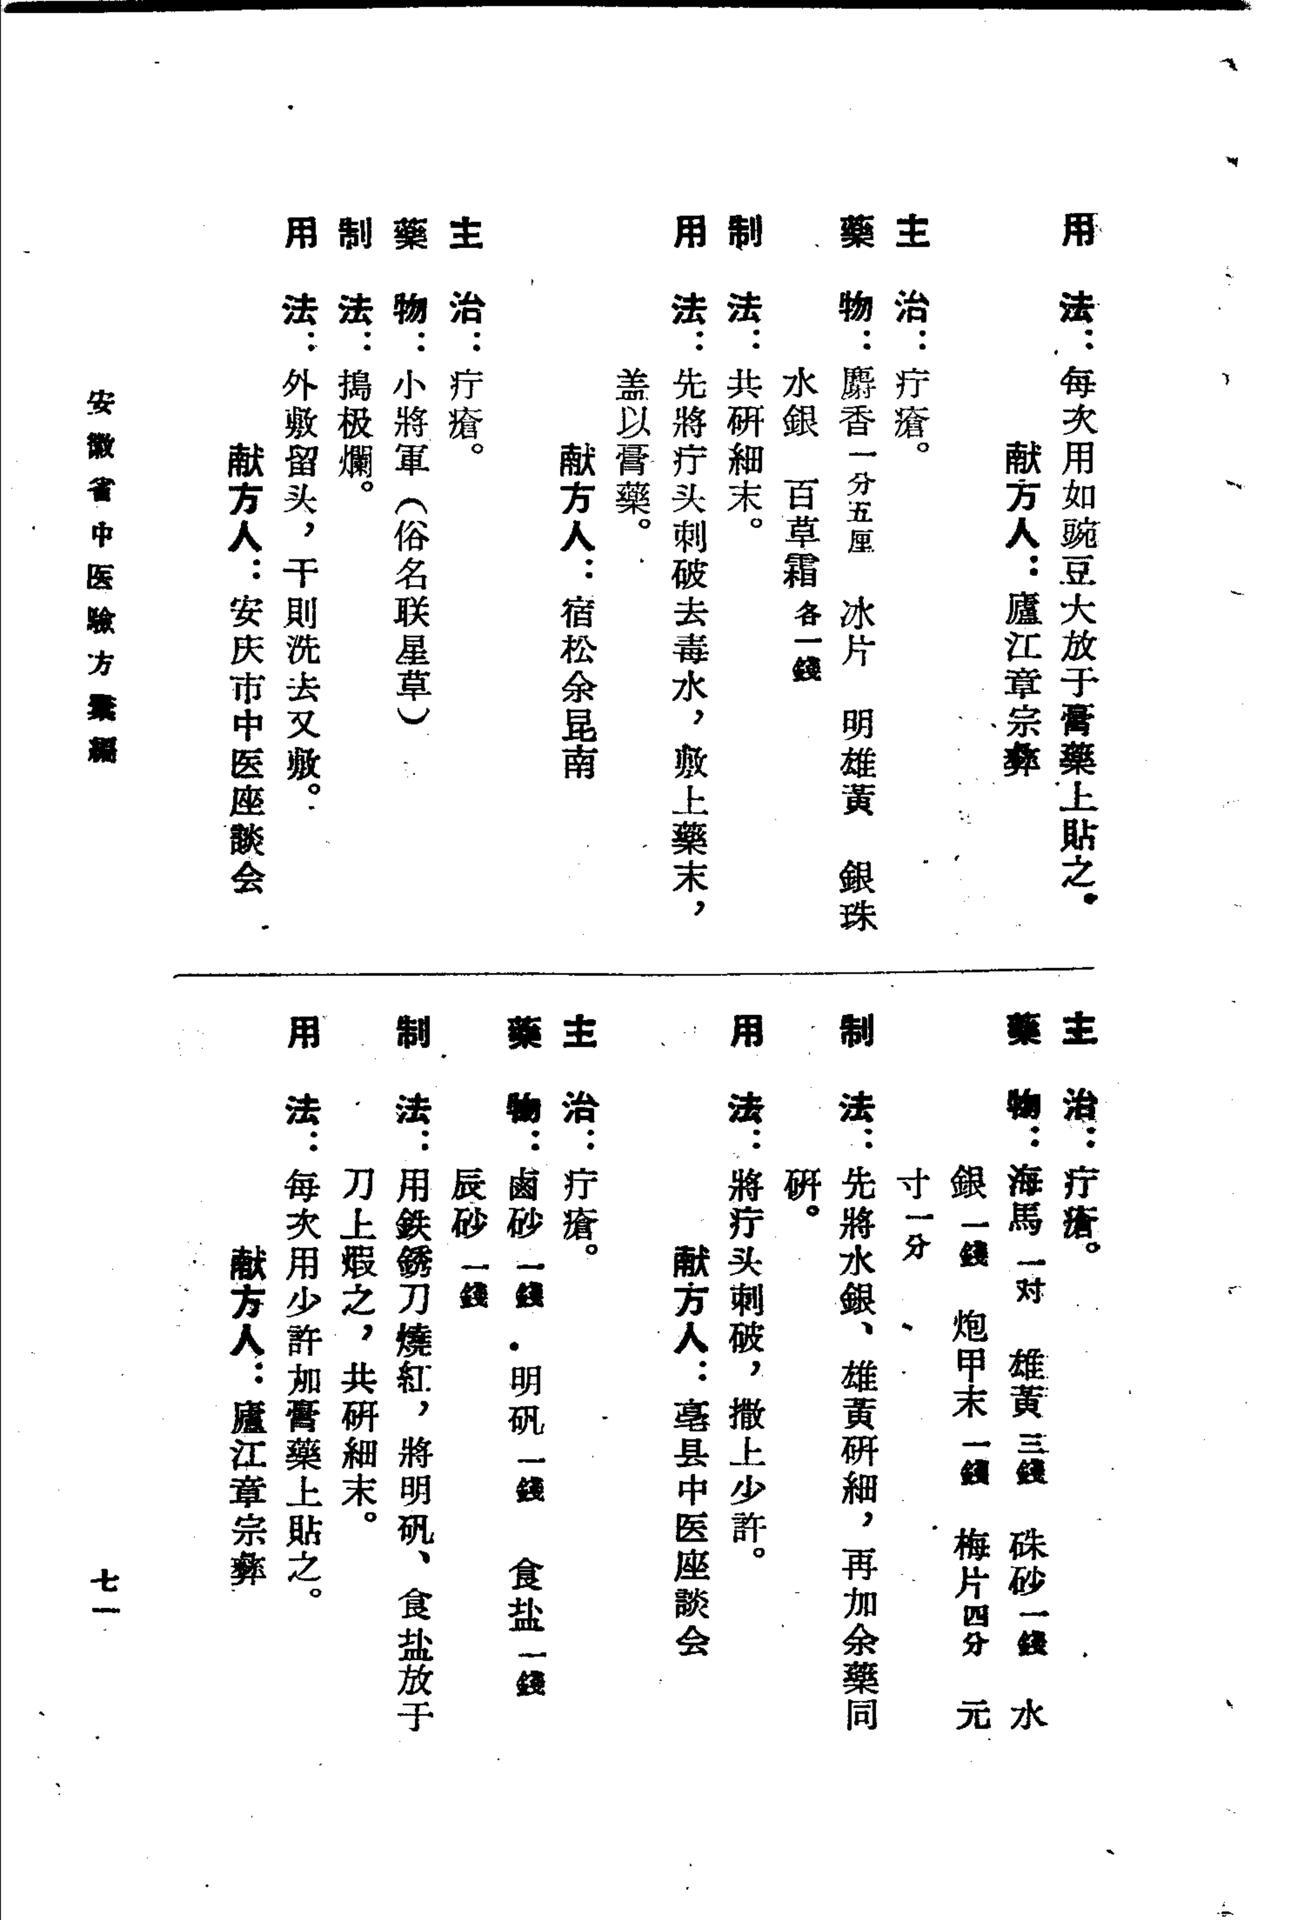 用　法：每次用如豌豆大放于膏藥上貼之。
献方人：廬江章宗彝
主　治：疔瘡。
藥　物：麝香一分五厘　冰片　明雄黃　銀珠
水銀　百草霜各一錢
制　法：共研細末。
用　法：先將疔头刺破去毒水，敷上藥末，
盖以膏藥。
献方人：宿松余昆南
主　治：疔瘡。
藥　物：小將軍（俗名联星草）
制　法：搗极爛。
用　法：外敷留头，干則洗去又敷。
献方人：安庆市中医座談会
主　治：疔瘡。
藥　物：海馬一对　雄黃三錢　硃砂一錢　水
銀一錢　炮甲末一錢　梅片四分　元
寸一分
制　法：先將水銀、雄黃研細，再加余藥同
研。
用　法：將疔头刺破，撒上少許。
献方人：亳县中医座談会
主　治：疔瘡。
藥　物：鹵砂一錢　明矾一錢　食盐一錢
辰砂一錢
制　法：用鉄銹刀燒紅，將明矾、食盐放于
刀上煆之，共研細末。
用　法：每次用少許加膏藥上貼之。
献方人：廬江章宗彝
安徽省中医驗方彙編
七一